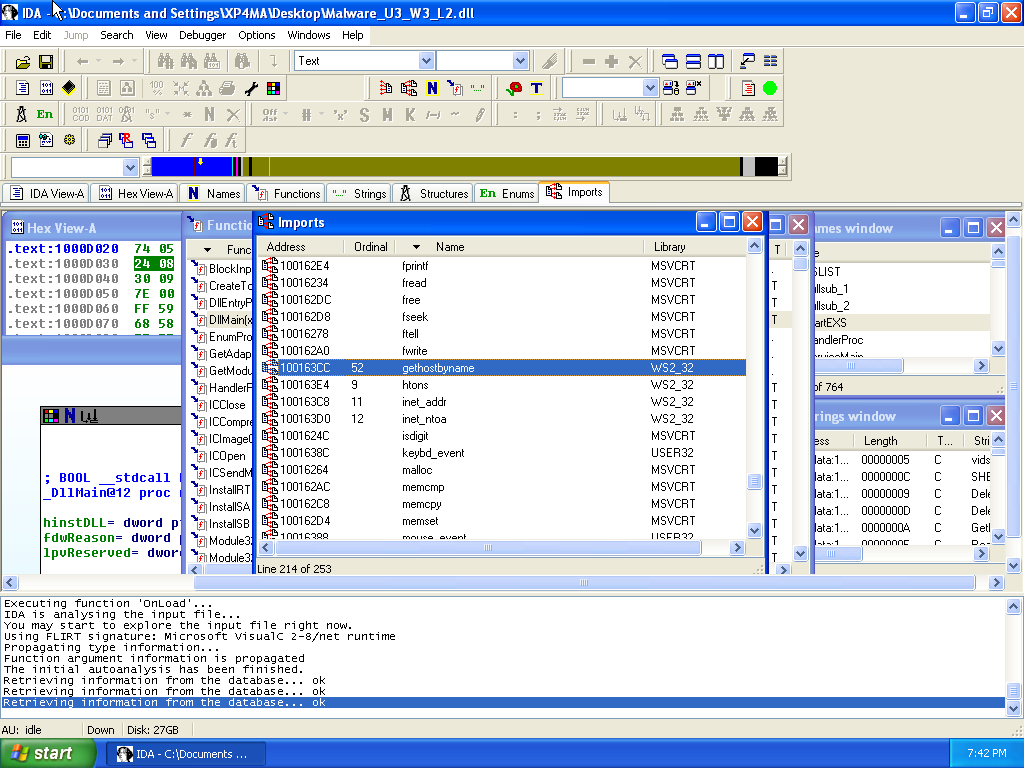 IDA - C:\Documents and Settings\XP4MA\Desktop\Malware_U3_W3_L2.dll
File Edit Jump Search View Debugger Options Windows Help
Text
En
IDA View-A Hex View-A Names Functions Strings Structures En Enums Imports
Hex View-A
.text:1000D020 74 05
.text:1000D030 24 08
.text:1000D040 30 09
.text:1000D050 7E 00
.text:1000D060 FF 59
.text:1000D070 68 58
; BOOL __stdcall
_DllMain@12 proc
hinstDLL= dword
fdwReason= dword
lpvReserved= dword
Func
BlockInp
CreateTo
DllEntryP
DllMain(x
EnumPro
GetAdap
GetModu
HandlerF
ICClose
ICCompre
ICImageC
ICOpen
ICSendM
InstallRT
InstallSA
InstallSB
Module32
Module32
Imports
Address Ordinal Name Library
100162E4 fprintf MSVCRT
10016234 fread MSVCRT
100162DC free MSVCRT
100162D8 fseek MSVCRT
10016278 ftell MSVCRT
100162A0 fwrite MSVCRT
100163CC 52 gethostbyname WS2_32
100163E4 9 htons WS2_32
100163C8 11 inet_addr WS2_32
100163D0 12 inet_ntoa WS2_32
1001624C isdigit MSVCRT
1001638C keybd_event USER32
10016264 malloc MSVCRT
100162AC memcmp MSVCRT
100162C8 memcpy MSVCRT
100162D4 memset MSVCRT
10016388 mouse_event USER32
Line 214 of 253
T
ames window
SLIST
ullsub_1
ullsub_2
artEXS
andlerProc
of 764
rings window
ess Length T... Stri
data:1... 00000005 C vids
data:1... 0000000C C SHE
data:1... 00000009 C Dele
data:1... 0000000D C Dele
data:1... 0000000A C Getl
Executing function 'OnLoad'...
IDA is analysing the input file...
You may start to explore the input file right now.
Using FLIRT signature: Microsoft VisualC 2-8/net runtime
Propagating type information...
Function argument information is propagated
The initial autoanalysis has been finished.
Retrieving information from the database... ok
Retrieving information from the database... ok
Retrieving information from the database... ok
AU: idle Down Disk: 27GB
start IDA - C:\Documents ... 7:42 PM